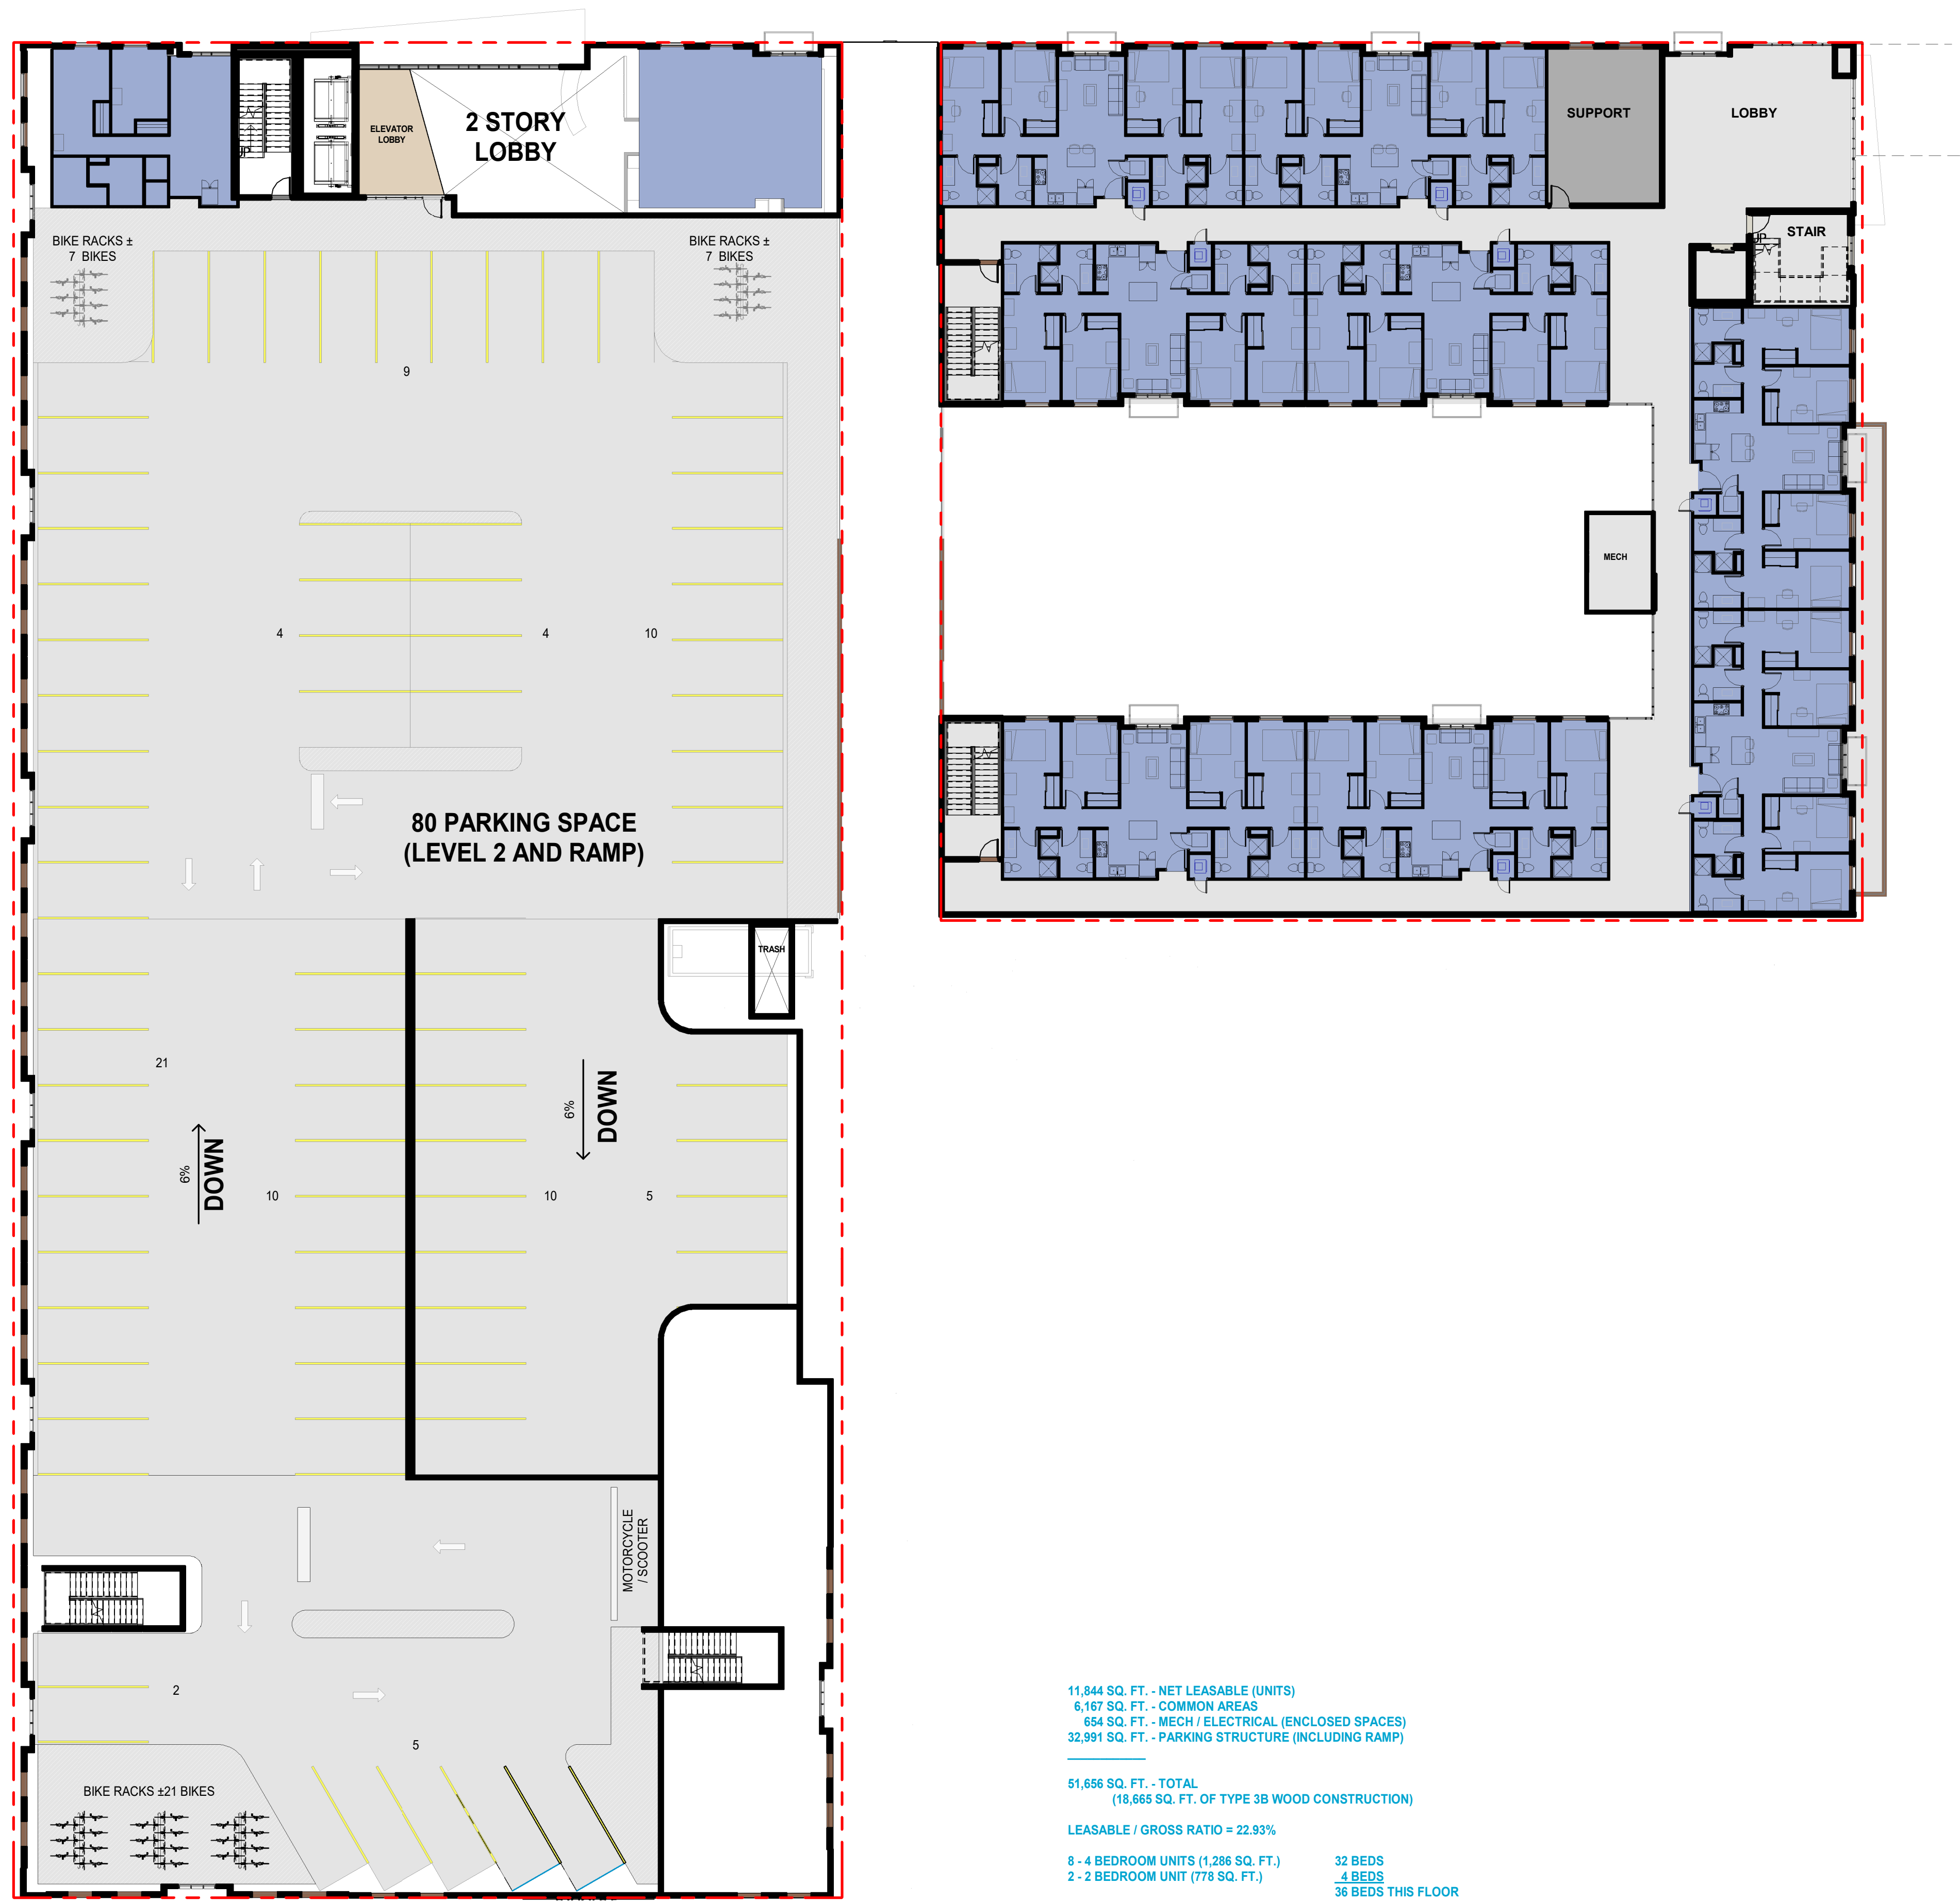 ELEVATOR
LOBBY
2 STORY
LOBBY
UP
BIKE RACKS ±
7 BIKES
BIKE RACKS ±
7 BIKES
9
4
4
10
80 PARKING SPACE
(LEVEL 2 AND RAMP)
TRASH
21
6%
DOWN
6%
DOWN
10
10
5
MOTORCYCLE
/ SCOOTER
2
5
BIKE RACKS ±21 BIKES
SUPPORT
LOBBY
UP
STAIR
MECH
11,844 SQ. FT. - NET LEASABLE (UNITS)
6,167 SQ. FT. - COMMON AREAS
654 SQ. FT. - MECH / ELECTRICAL (ENCLOSED SPACES)
32,991 SQ. FT. - PARKING STRUCTURE (INCLUDING RAMP)
51,656 SQ. FT. - TOTAL
(18,665 SQ. FT. OF TYPE 3B WOOD CONSTRUCTION)
LEASABLE / GROSS RATIO = 22.93%
8 - 4 BEDROOM UNITS (1,286 SQ. FT.) 32 BEDS
2 - 2 BEDROOM UNIT (778 SQ. FT.) 4 BEDS
36 BEDS THIS FLOOR